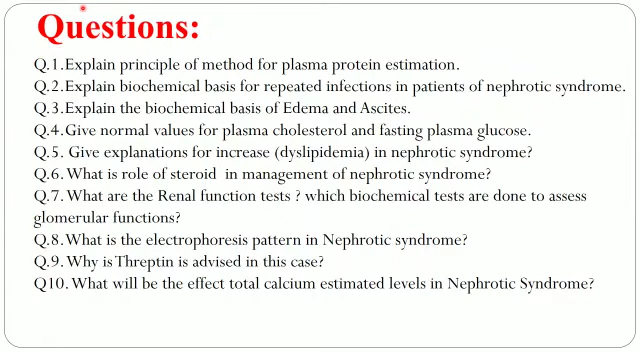 Questions:
Q.1.Explain principle of method for plasma protein estimation.
Q.2.Explain biochemical basis for repeated infections in patients of nephrotic syndrome.
Q.3.Explain the biochemical basis of Edema and Ascites.
Q.4.Give normal values for plasma cholesterol and fasting plasma glucose.
Q.5. Give explanations for increase (dyslipidemia) in nephrotic syndrome?
Q.6. What is role of steroid in management of nephrotic syndrome?
Q.7. What are the Renal function tests ? which biochemical tests are done to assess
glomerular functions?
Q.8. What is the electrophoresis pattern in Nephrotic syndrome?
Q.9. Why is Threptin is advised in this case?
Q10. What will be the effect total calcium estimated levels in Nephrotic Syndrome?